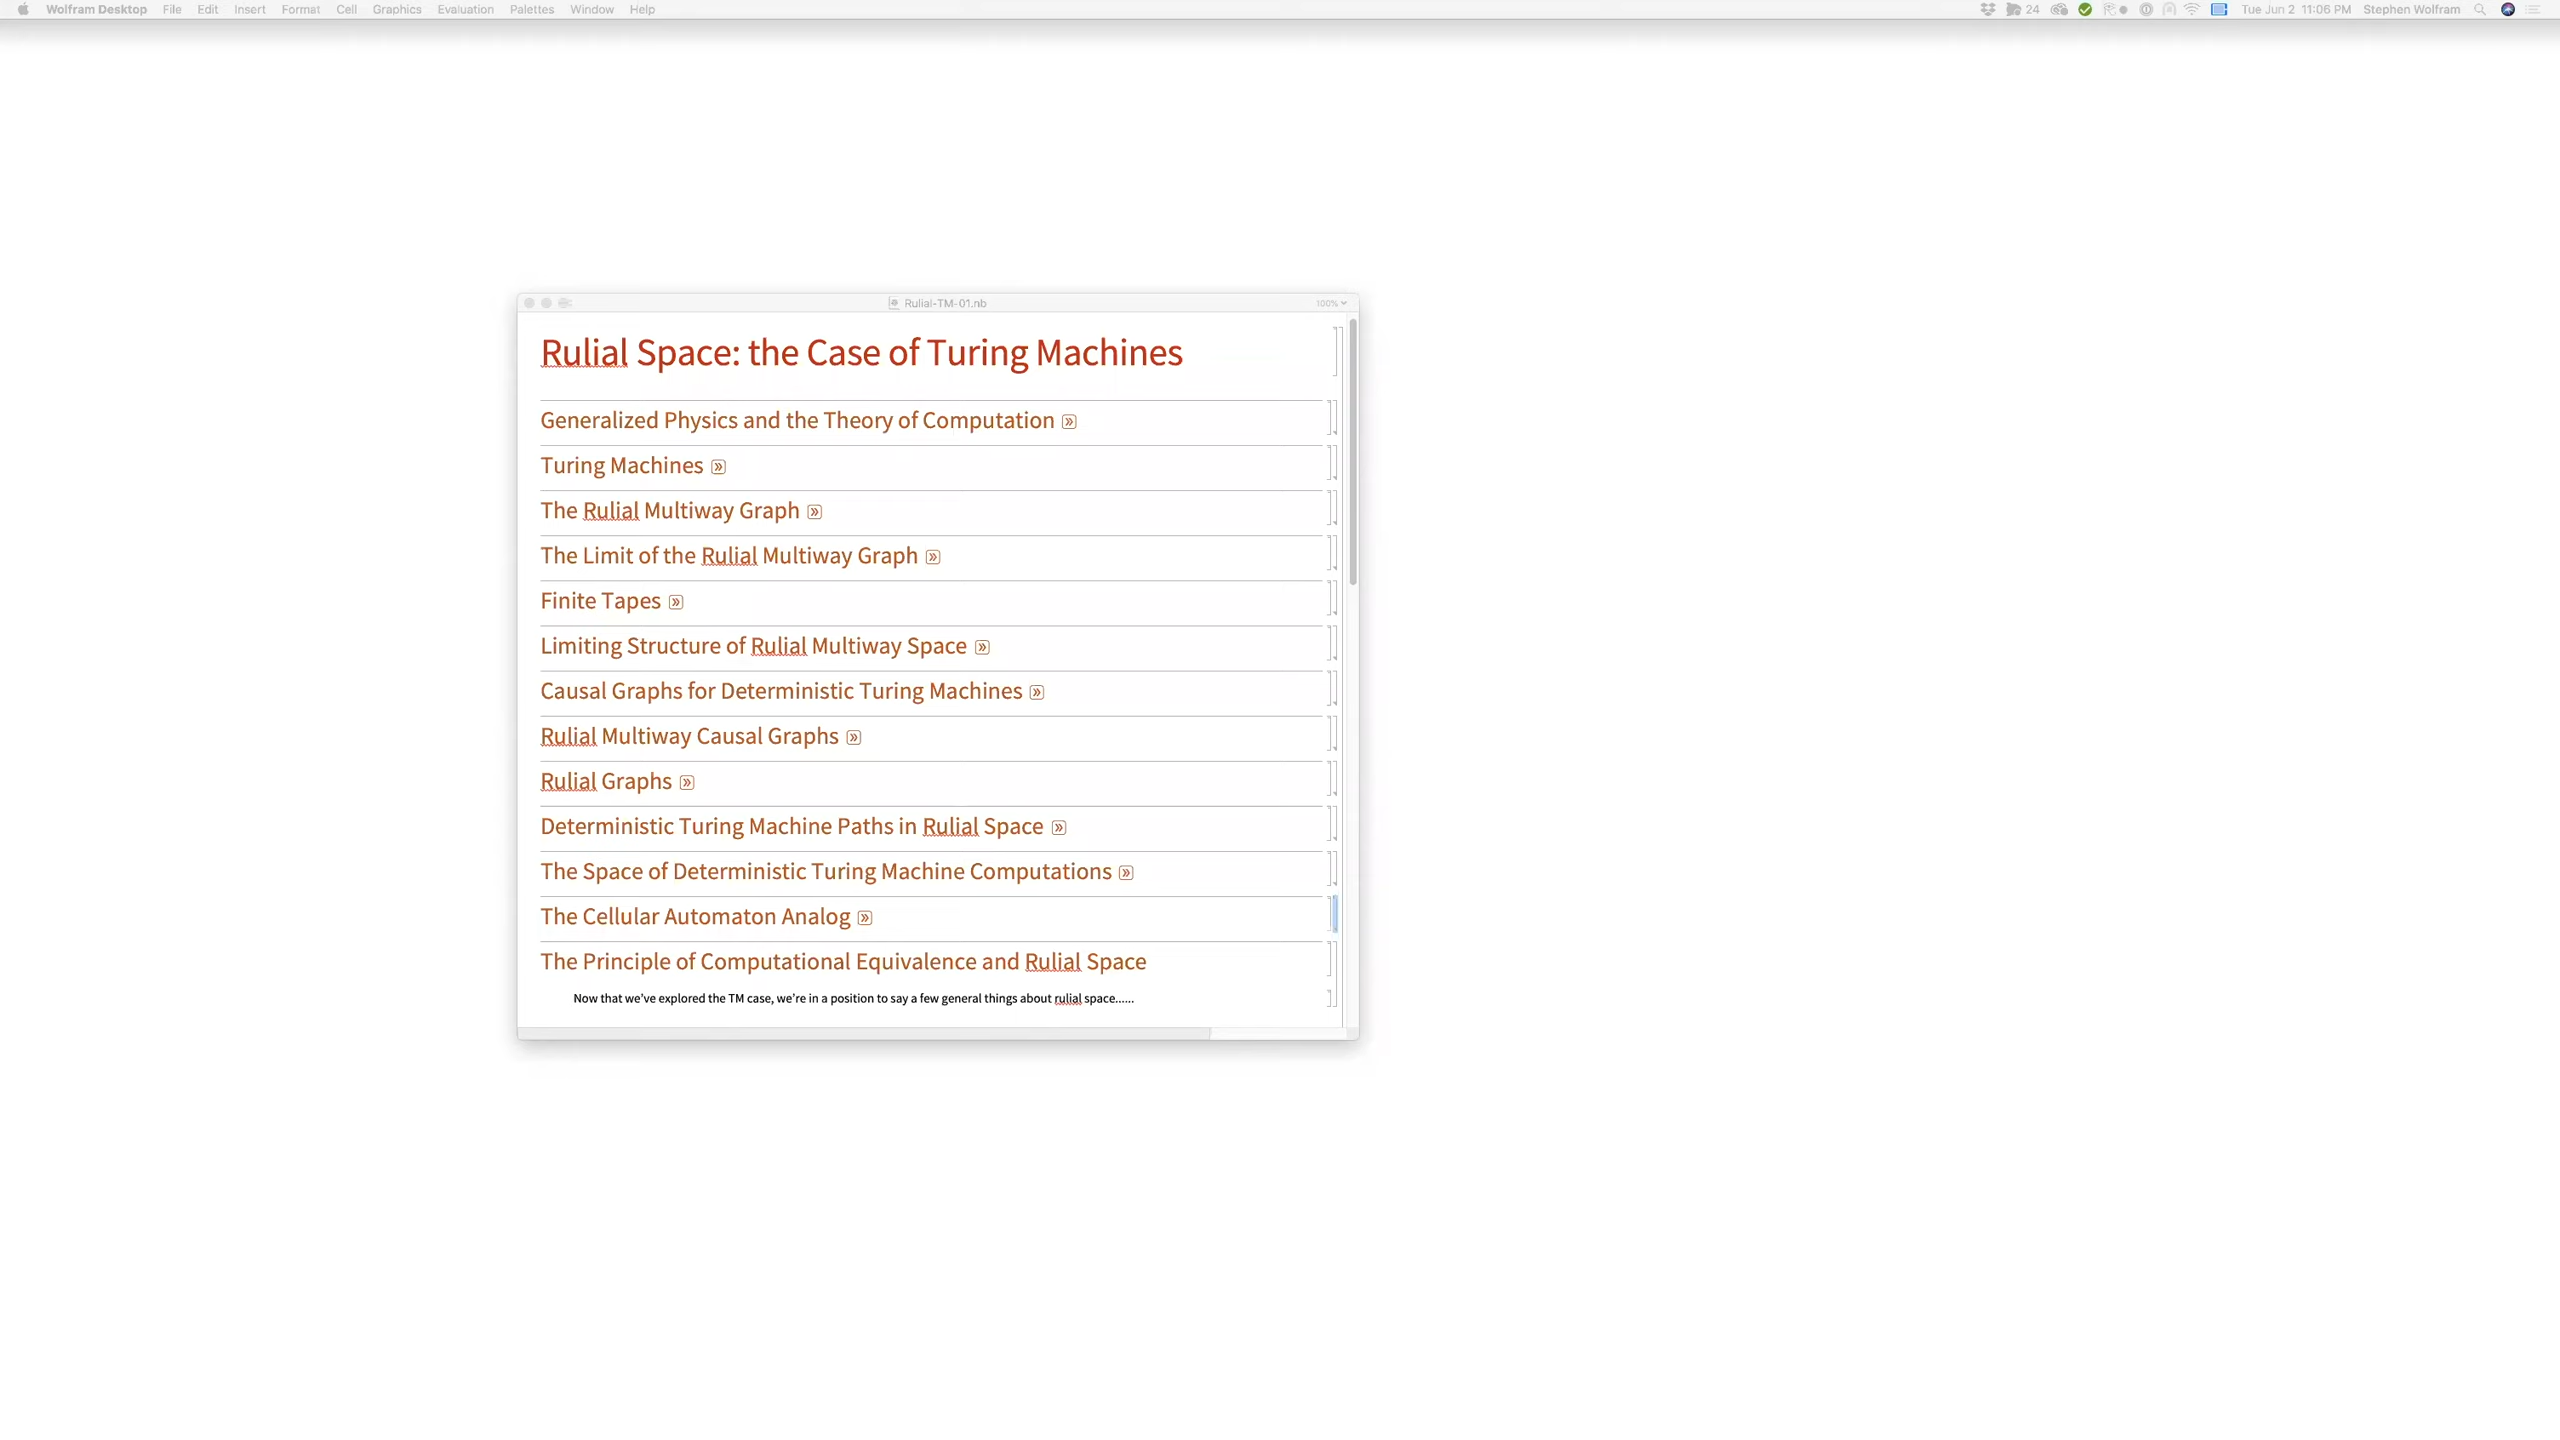 Wolfram Desktop File Edit Insert Format Cell Graphics Evaluation Palettes Window Help
24 Tue Jun 2 11:06 PM Stephen Wolfram
Rulial-TM-01.nb
100%
Rulial Space: the Case of Turing Machines
Generalized Physics and the Theory of Computation
Turing Machines
The Rulial Multiway Graph
The Limit of the Rulial Multiway Graph
Finite Tapes
Limiting Structure of Rulial Multiway Space
Causal Graphs for Deterministic Turing Machines
Rulial Multiway Causal Graphs
Rulial Graphs
Deterministic Turing Machine Paths in Rulial Space
The Space of Deterministic Turing Machine Computations
The Cellular Automaton Analog
The Principle of Computational Equivalence and Rulial Space
Now that we've explored the TM case, we're in a position to say a few general things about rulial space......